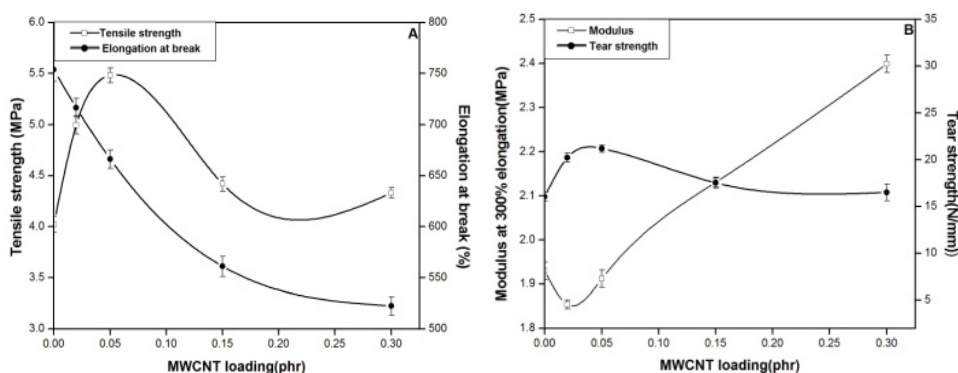 A
Tensile strength
Elongation at break
6.0
5.5
5.0
4.5
4.0
3.5
3.0
Tensile strength (MPa)
800
750
700
650
600
550
500
Elongation at break (%)
0.00 0.05 0.10 0.15 0.20 0.25 0.30
MWCNT loading(phr)
B
Modulus
Tear strength
2.5
2.4
2.3
2.2
2.1
2.0
1.9
1.8
Modulus at 300% elongation(MPa)
35
30
25
20
15
10
5
Tear strength(N/mm))
0.00 0.05 0.10 0.15 0.20 0.25 0.30
MWCNT loading(phr)